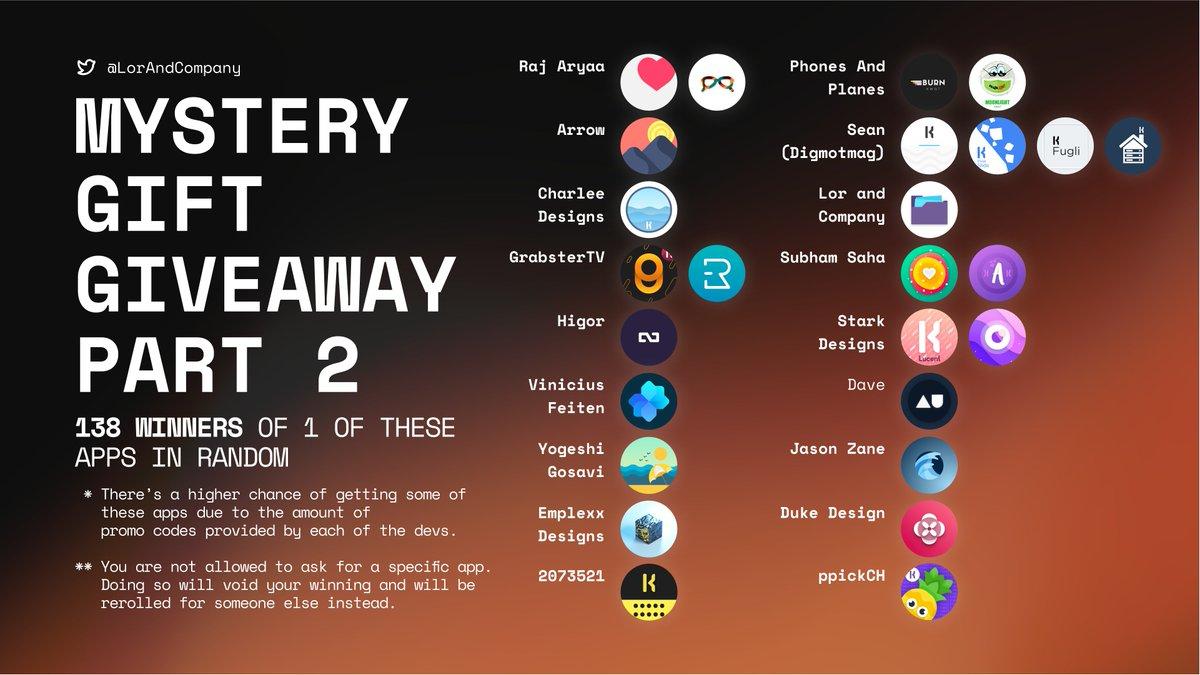 @LorAndCompany
MYSTERY
GIFT
GIVEAWAY
PART 2
138 WINNERS OF 1 OF THESE
APPS IN RANDOM
* There's a higher chance of getting some of
these apps due to the amount of
promo codes provided by each of the devs.
** You are not allowed to ask for a specific app.
Doing so will void your winning and will be
rerolled for someone else instead.
Raj Aryaa
Arrow
Charlee
Designs
K
GrabsterTV
9
Higor
Vinicius
Feiten
Yogeshi
Gosavi
Emplexx
Designs
2073521
K
Phones And
Planes
BURN
KWGT
MOONLIGHT
Sean
(Digmotmag)
K
K
K
Fugli
K
Lor and
Company
Subham Saha
A
Stark
Designs
K
Lucent
Dave
Jason Zane
Duke Design
ppickCH
K